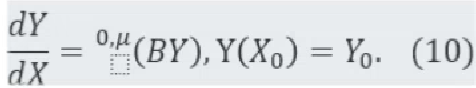 dY/dX = ⁰'μ⬚(BY), Y(X₀) = Y₀. (10)